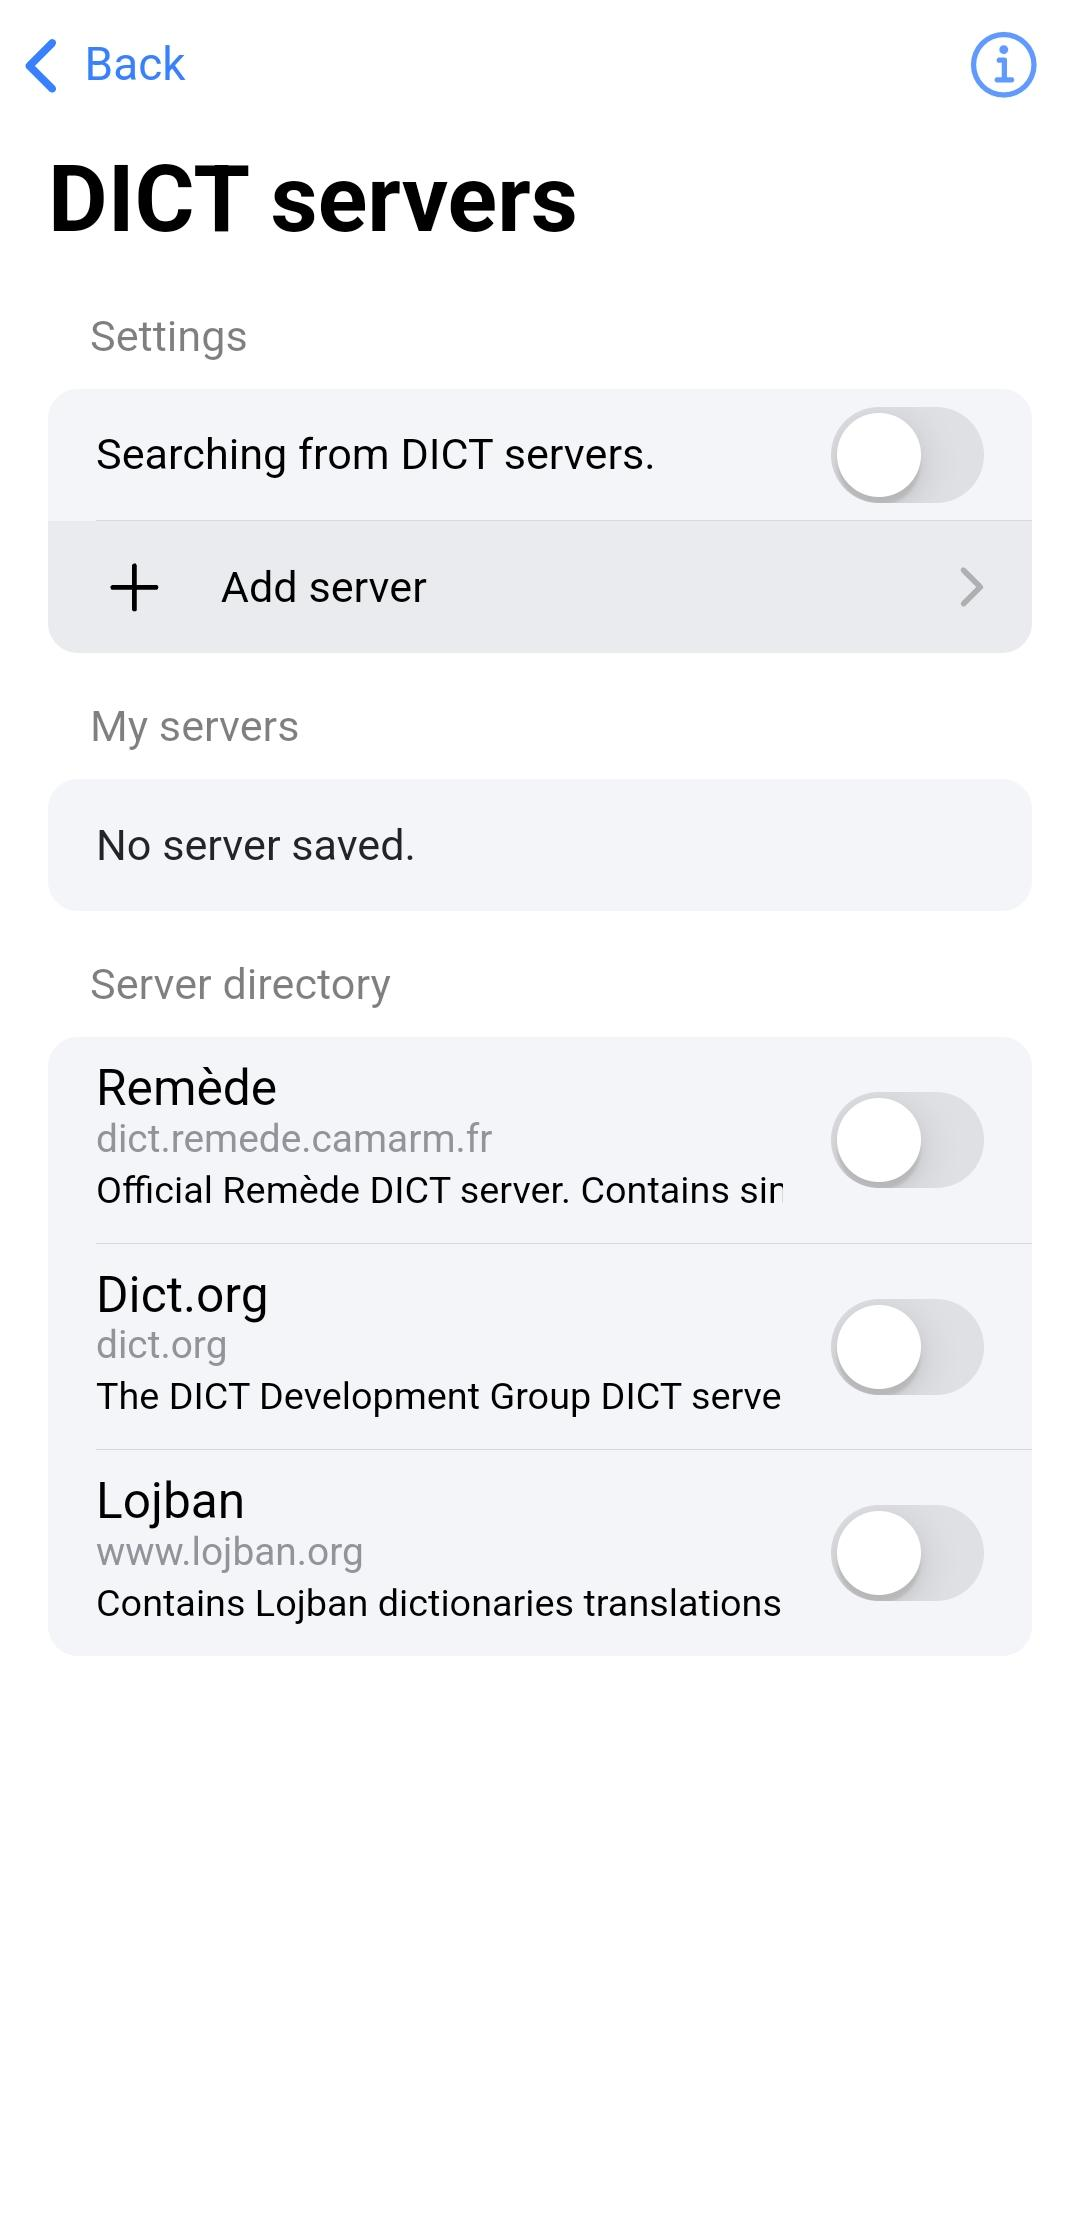 Back
DICT servers
Settings
Searching from DICT servers.
Add server
My servers
No server saved.
Server directory
Remède
dict.remede.camarm.fr
Official Remède DICT server. Contains
Dict.org
dict.org
The DICT Development Group DICT serve
Lojban
www.lojban.org
Contains Lojban dictionaries translations